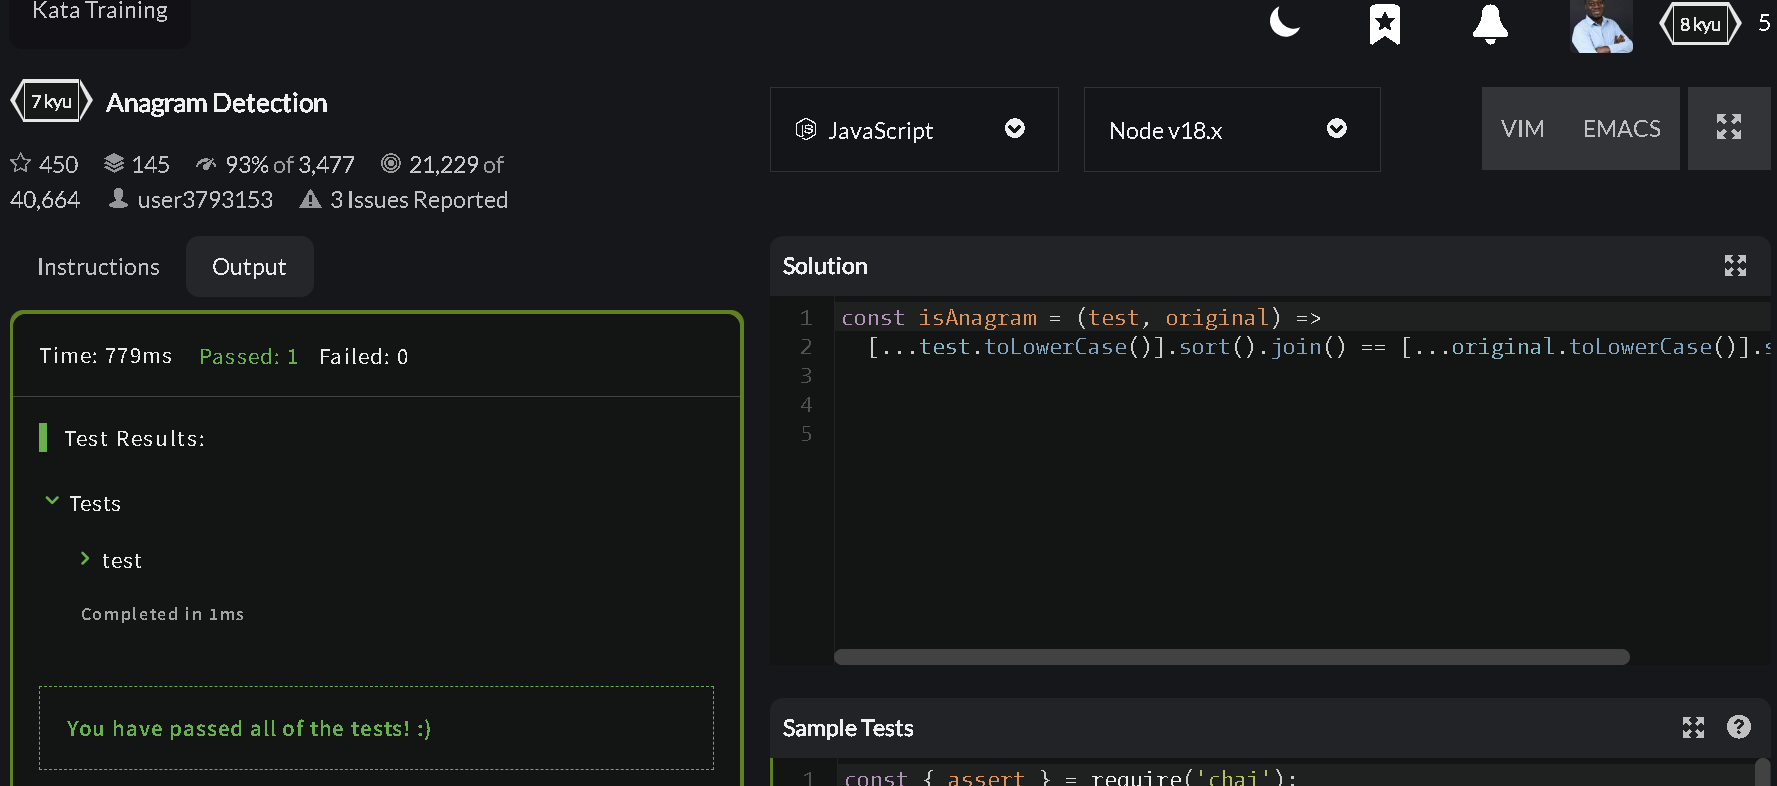 Kata Training
8 kyu 5
7 kyu Anagram Detection
450 145 93% of 3,477 21,229 of
40,664 user3793153 3 Issues Reported
JavaScript
Node v18.x
VIM EMACS
Instructions Output
Time: 779ms Passed: 1 Failed: 0
Test Results:
Tests
test
Completed in 1ms
You have passed all of the tests! :)
Solution
1 const isAnagram = (test, original) =>
2 [...test.toLowerCase()].sort().join() == [...original.toLowerCase()].s
3
4
5
Sample Tests
1 const { assert } = require('chai');